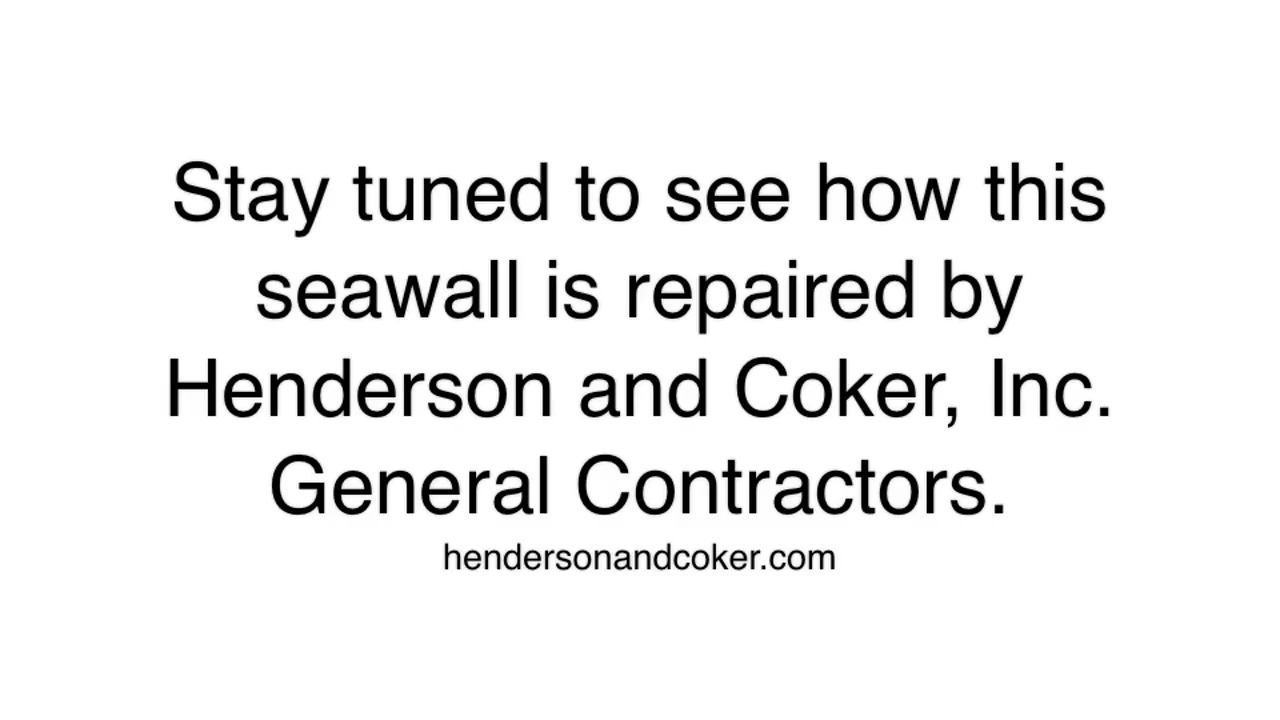 Stay tuned to see how this
seawall is repaired by
Henderson and Coker, Inc.
General Contractors.
hendersonandcoker.com